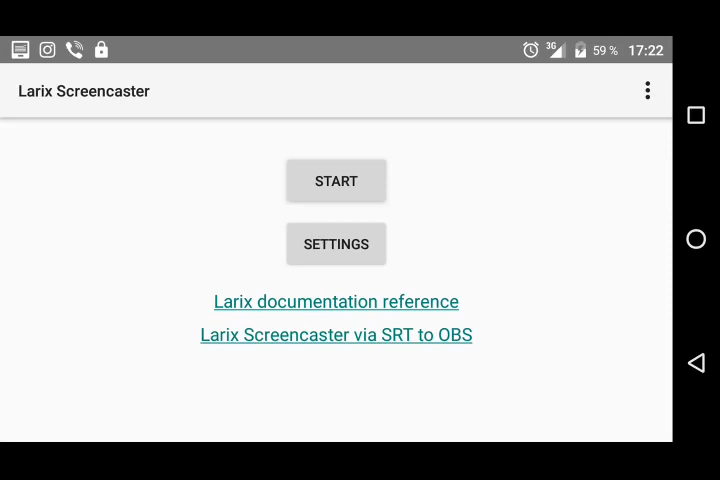 3G 59 % 17:22
Larix Screencaster
START
SETTINGS
Larix documentation reference
Larix Screencaster via SRT to OBS